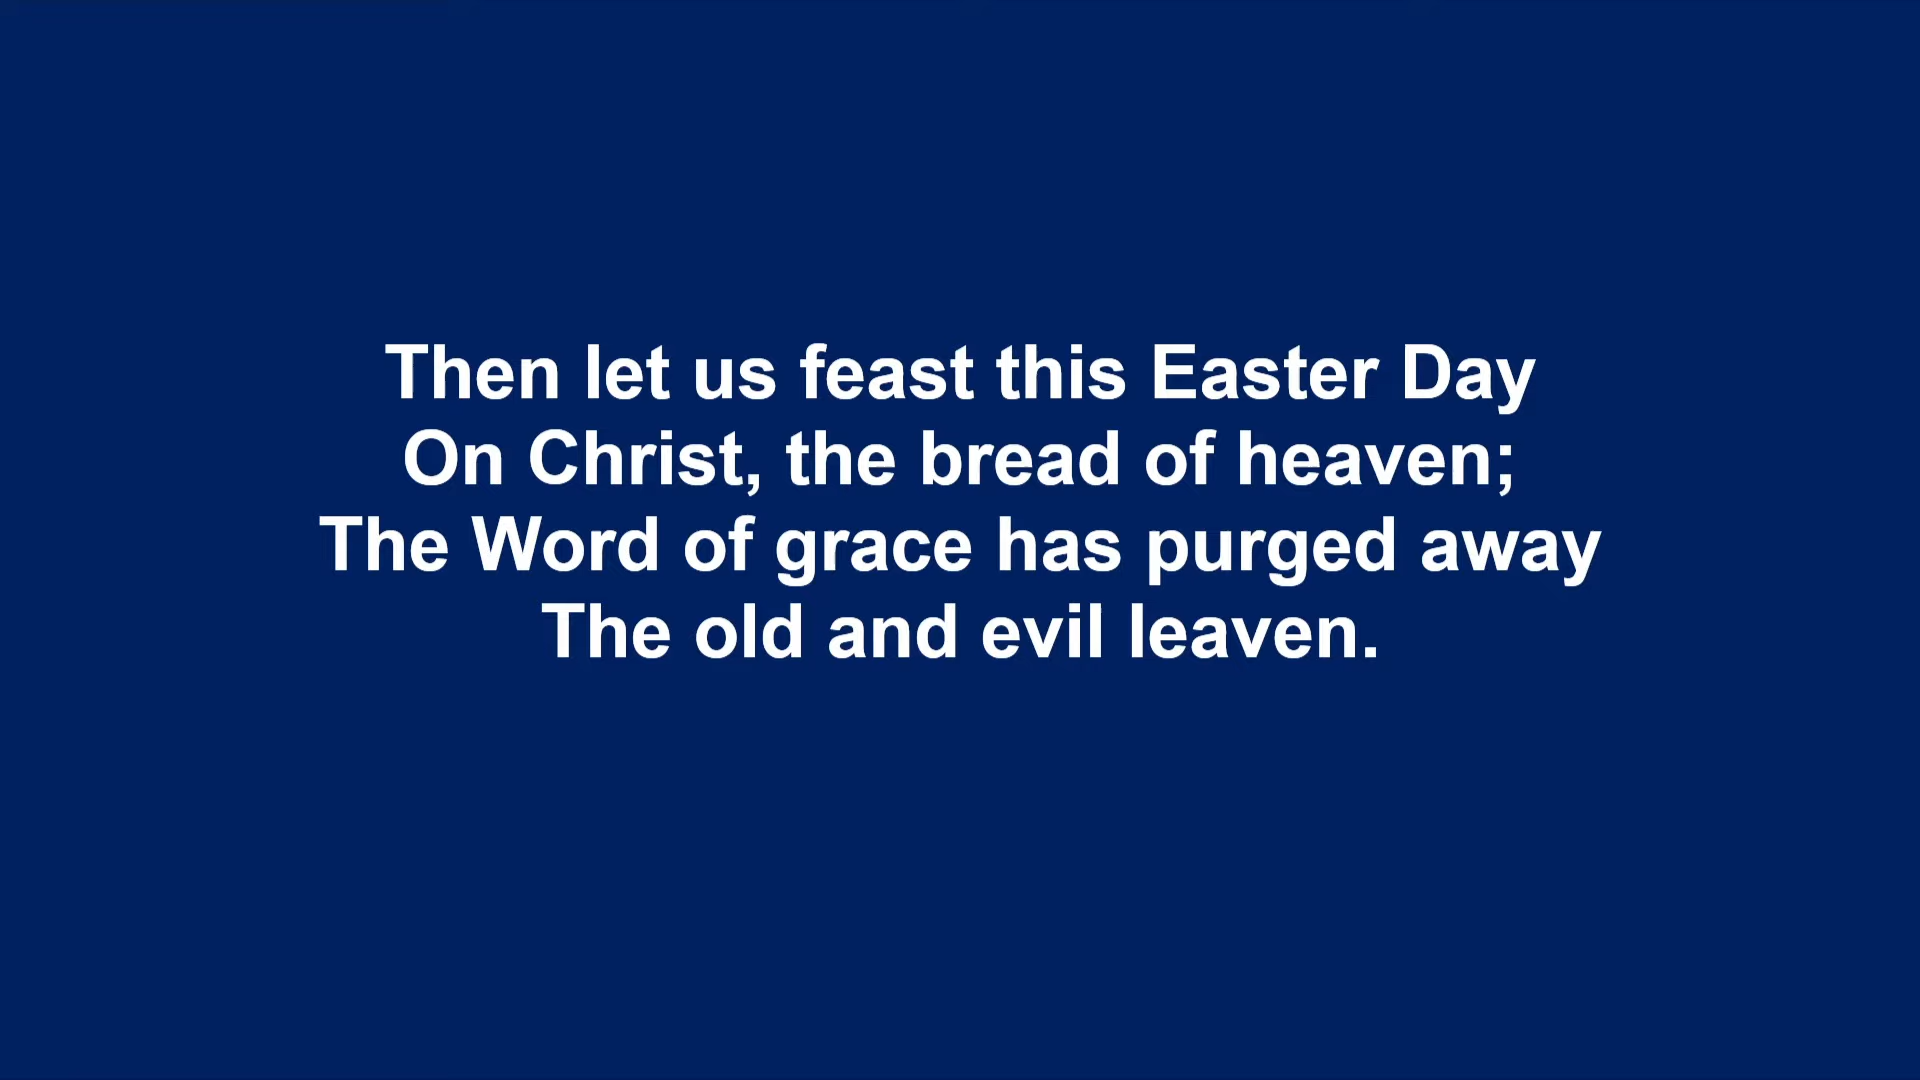 Then let us feast this Easter Day
On Christ, the bread of heaven;
The Word of grace has purged away
The old and evil leaven.